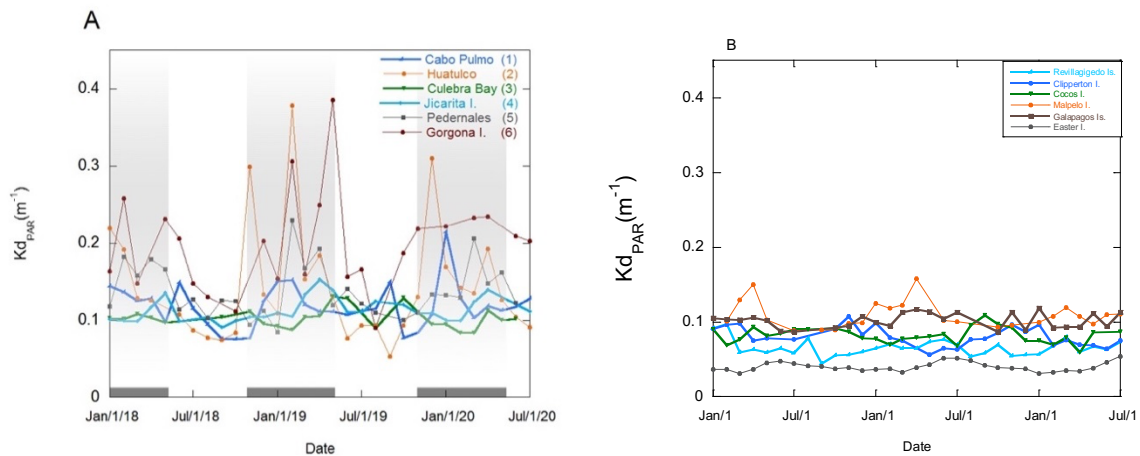 A
0.4
0.3
0.2
0.1
0
Kd_PAR(m^-1)
Cabo Pulmo (1)
Huatulco (2)
Culebra Bay (3)
Jicarita I. (4)
Pedernales (5)
Gorgona I. (6)
Jan/1/18 Jul/1/18 Jan/1/19 Jul/1/19 Jan/1/20 Jul/1/20
Date
B
0.4
0.3
0.2
0.1
0
Kd_PAR(m^-1)
Revillagigedo Is.
Clipperton I.
Cocos I.
Malpelo I.
Galapagos Is.
Easter I.
Jan/1 Jul/1 Jan/1 Jul/1 Jan/1 Jul/1
Date